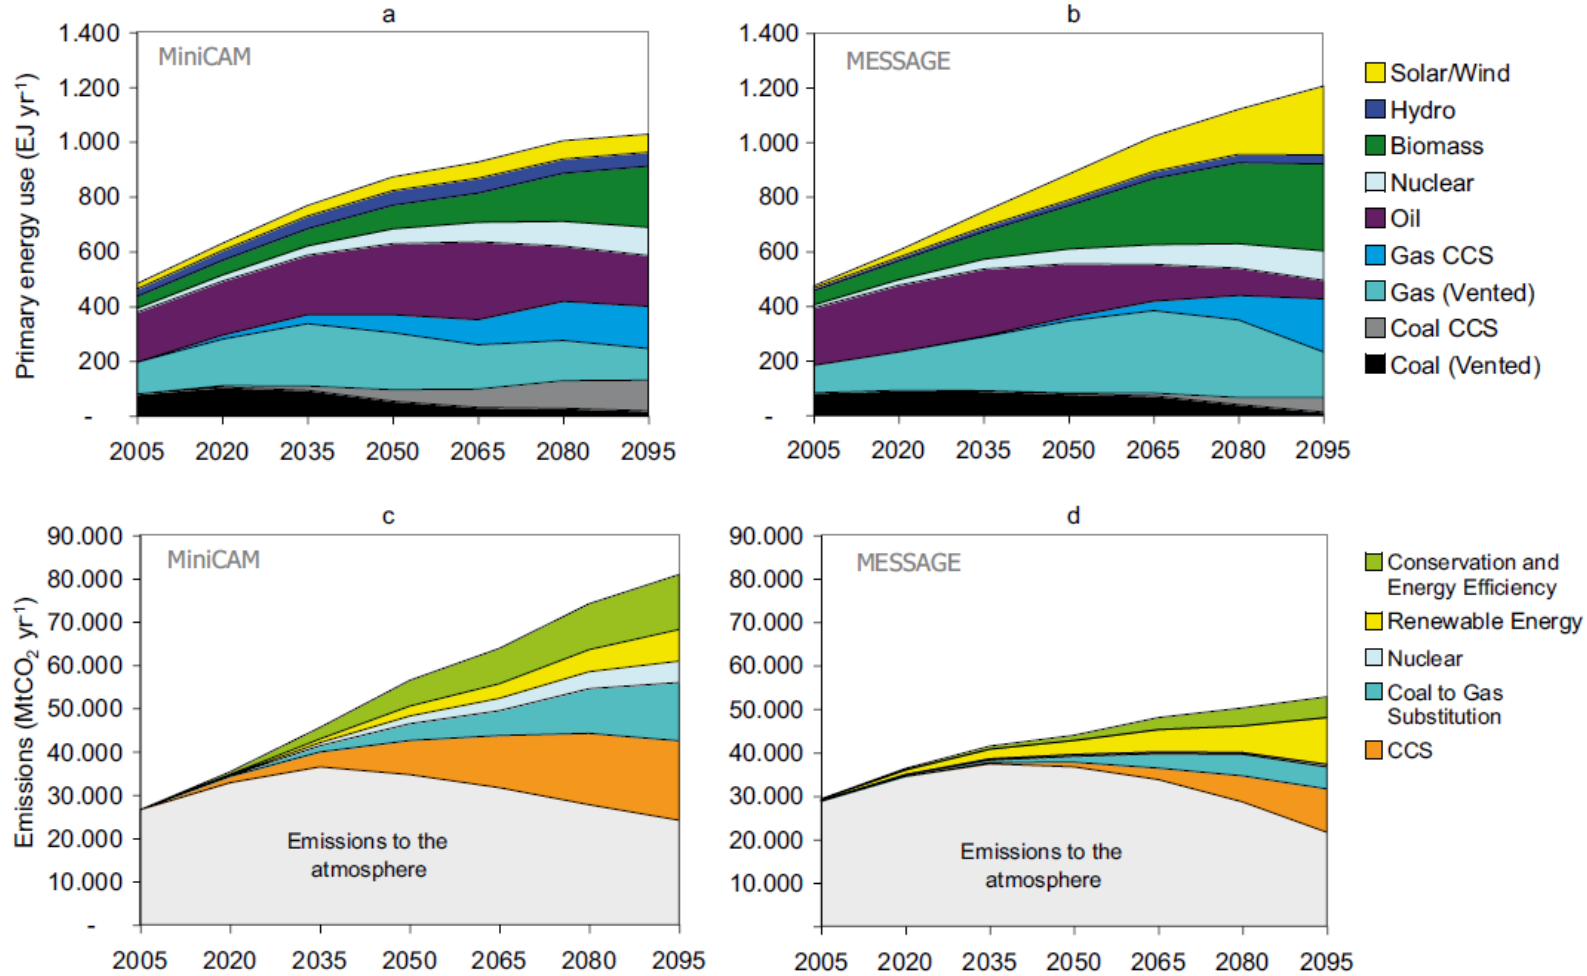 a
MiniCAM
Primary energy use (EJ yr⁻¹)
1.400
1.200
1.000
800
600
400
200
-
2005 2020 2035 2050 2065 2080 2095
b
MESSAGE
1.400
1.200
1.000
800
600
400
200
-
2005 2020 2035 2050 2065 2080 2095
Solar/Wind
Hydro
Biomass
Nuclear
Oil
Gas CCS
Gas (Vented)
Coal CCS
Coal (Vented)
c
MiniCAM
Emissions (MtCO₂ yr⁻¹)
90.000
80.000
70.000
60.000
50.000
40.000
30.000
20.000
10.000
-
Emissions to the
atmosphere
2005 2020 2035 2050 2065 2080 2095
d
MESSAGE
90.000
80.000
70.000
60.000
50.000
40.000
30.000
20.000
10.000
Emissions to the
atmosphere
2005 2020 2035 2050 2065 2080 2095
Conservation and
Energy Efficiency
Renewable Energy
Nuclear
Coal to Gas
Substitution
CCS